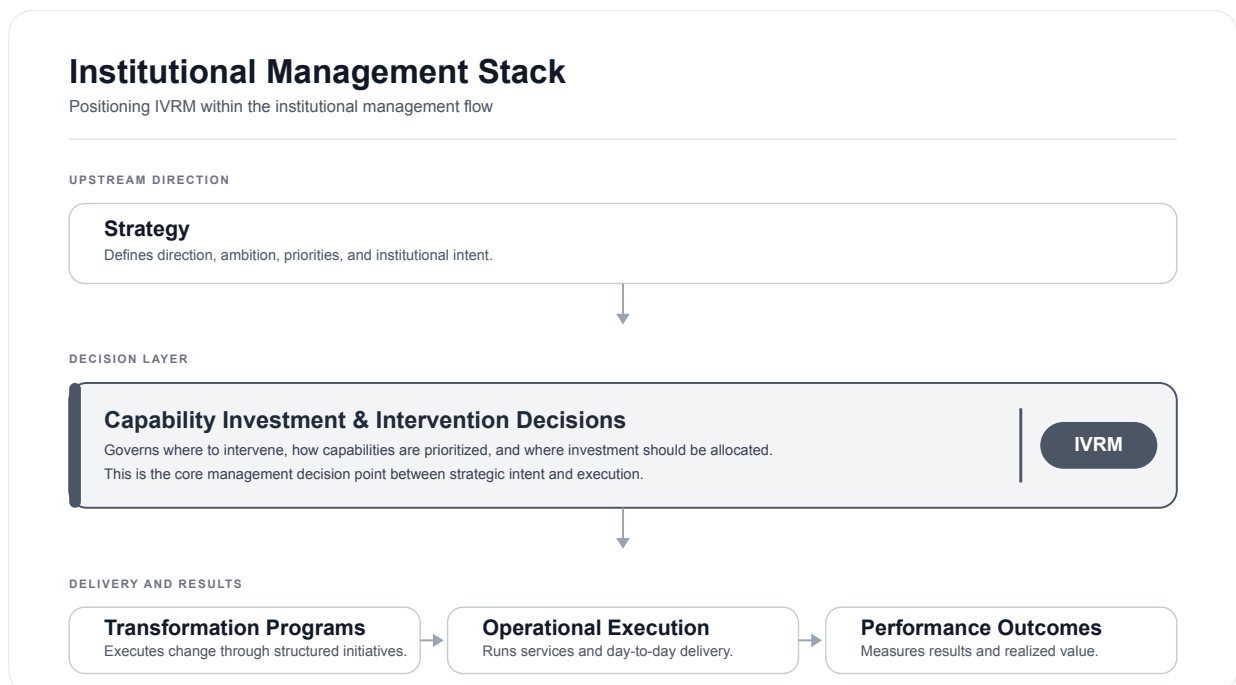 Institutional Management Stack
Positioning IVRM within the institutional management flow
UPSTREAM DIRECTION
Strategy
Defines direction, ambition, priorities, and institutional intent.
DECISION LAYER
Capability Investment & Intervention Decisions
Governs where to intervene, how capabilities are prioritized, and where investment should be allocated.
This is the core management decision point between strategic intent and execution.
IVRM
DELIVERY AND RESULTS
Transformation Programs
Executes change through structured initiatives.
Operational Execution
Runs services and day-to-day delivery.
Performance Outcomes
Measures results and realized value.